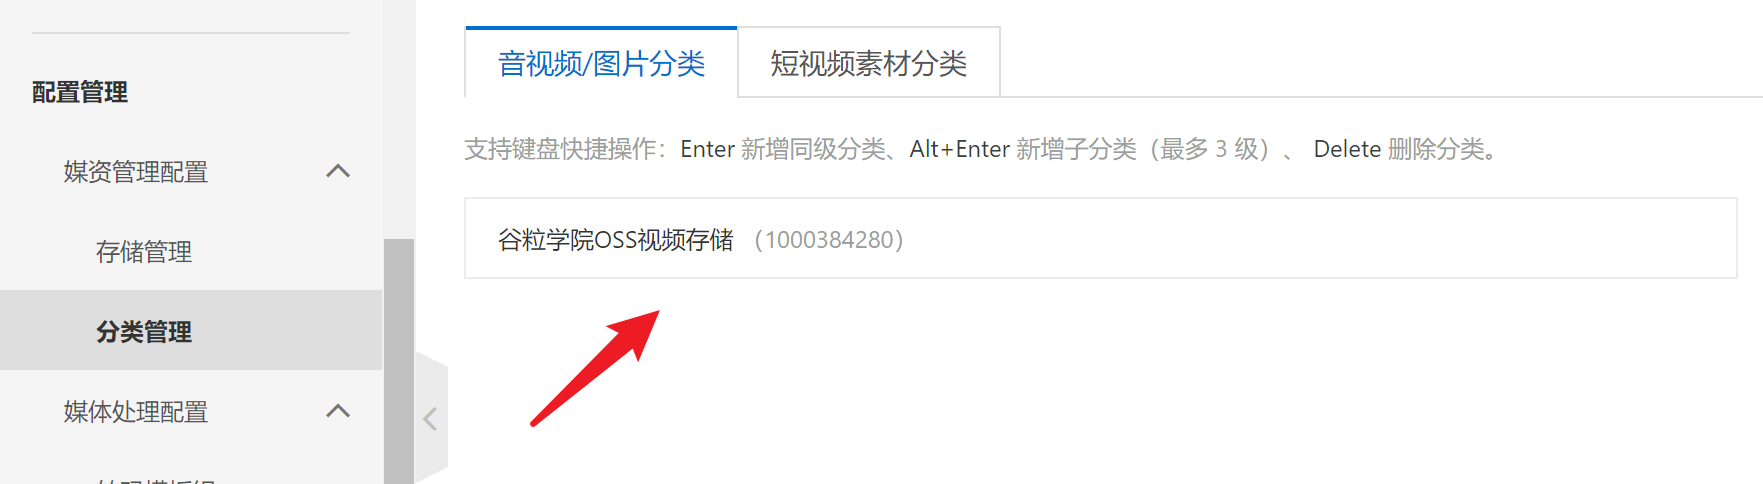 配置管理
媒资管理配置
存储管理
分类管理
媒体处理配置
音视频/图片分类
短视频素材分类
支持键盘快捷操作：Enter 新增同级分类、Alt+Enter 新增子分类（最多 3 级）、 Delete 删除分类。
谷粒学院OSS视频存储 （1000384280）